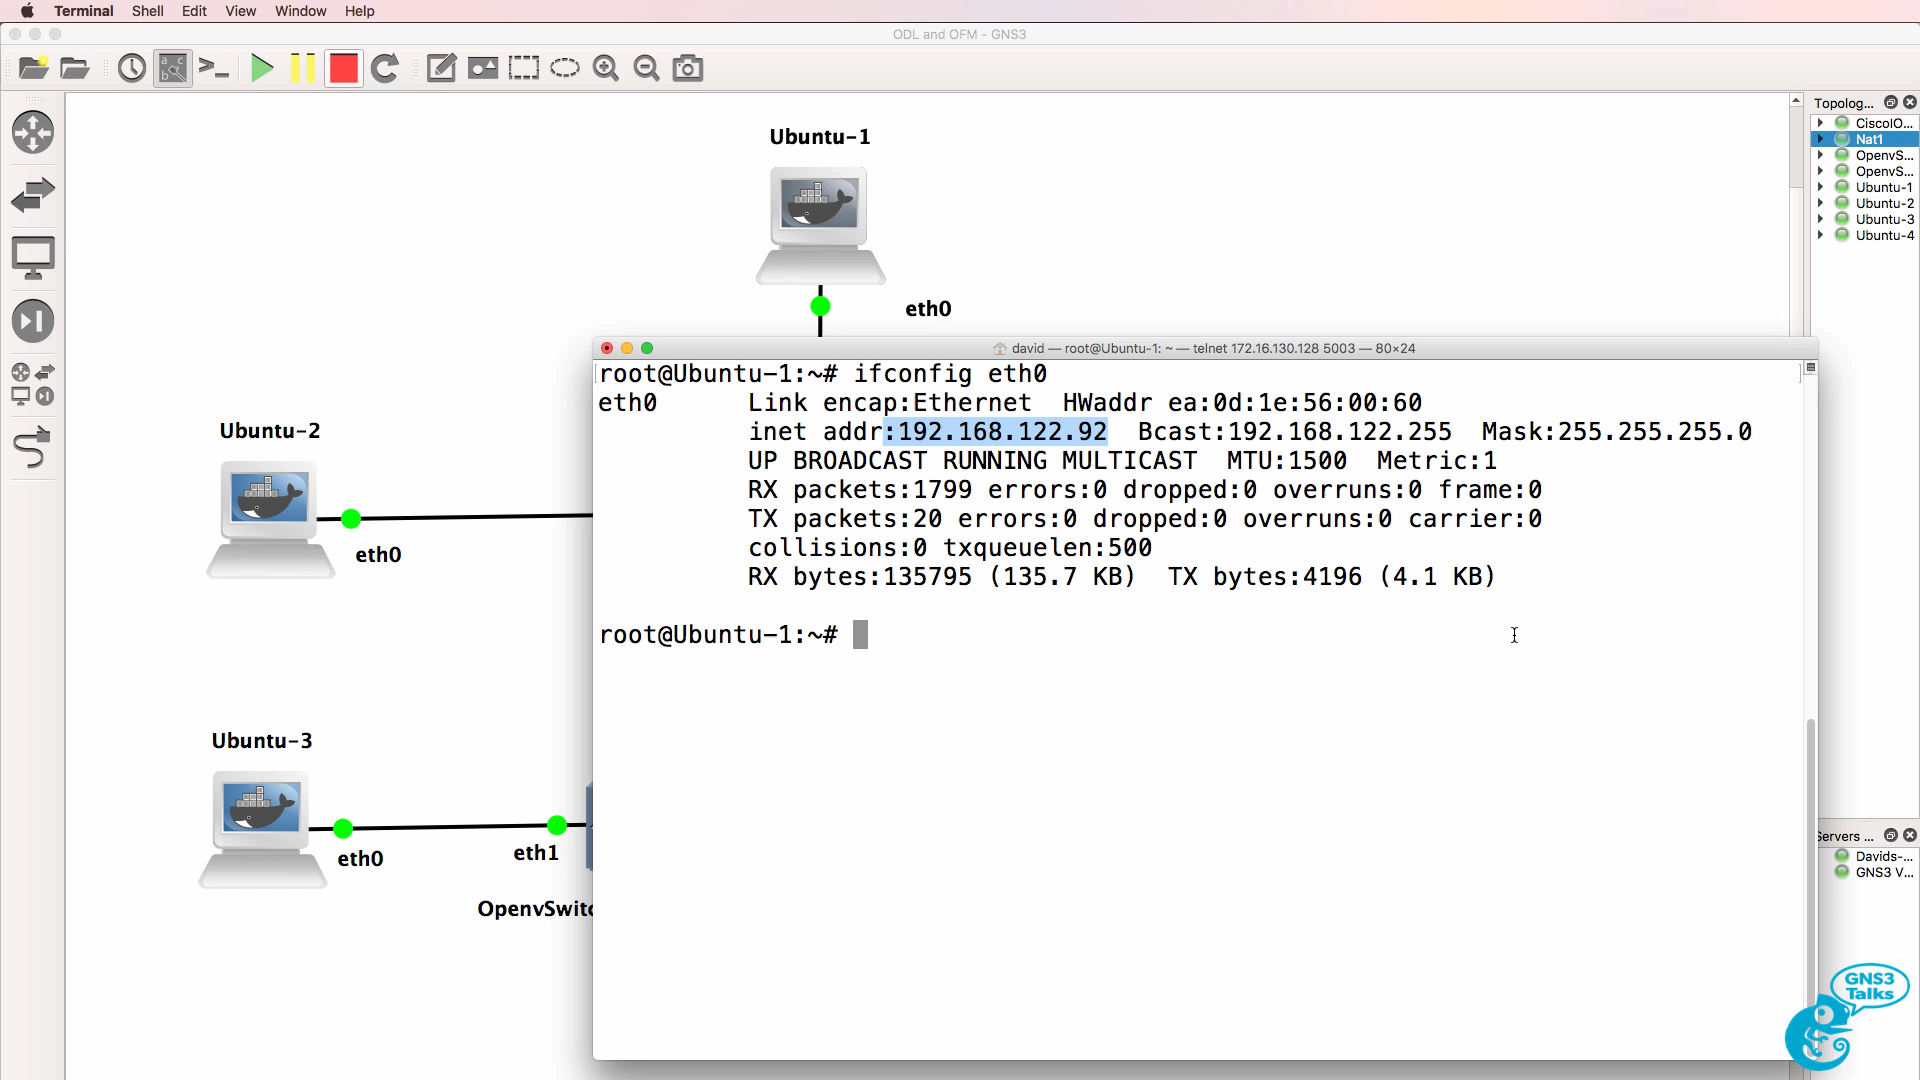 Terminal Shell Edit View Window Help
ODL and OFM - GNS3
Topolog...
CiscoIO...
Nat1
OpenvS...
OpenvS...
Ubuntu-1
Ubuntu-2
Ubuntu-3
Ubuntu-4
Ubuntu-1
eth0
david — root@Ubuntu-1: ~ — telnet 172.16.130.128 5003 — 80×24
root@Ubuntu-1:~# ifconfig eth0
eth0 Link encap:Ethernet HWaddr ea:0d:1e:56:00:60
inet addr:192.168.122.92 Bcast:192.168.122.255 Mask:255.255.255.0
UP BROADCAST RUNNING MULTICAST MTU:1500 Metric:1
RX packets:1799 errors:0 dropped:0 overruns:0 frame:0
TX packets:20 errors:0 dropped:0 overruns:0 carrier:0
collisions:0 txqueuelen:500
RX bytes:135795 (135.7 KB) TX bytes:4196 (4.1 KB)
root@Ubuntu-1:~#
Ubuntu-2
eth0
Ubuntu-3
eth0
eth1
OpenvSwitc
Servers ...
Davids-...
GNS3 V...
GNS3
Talks